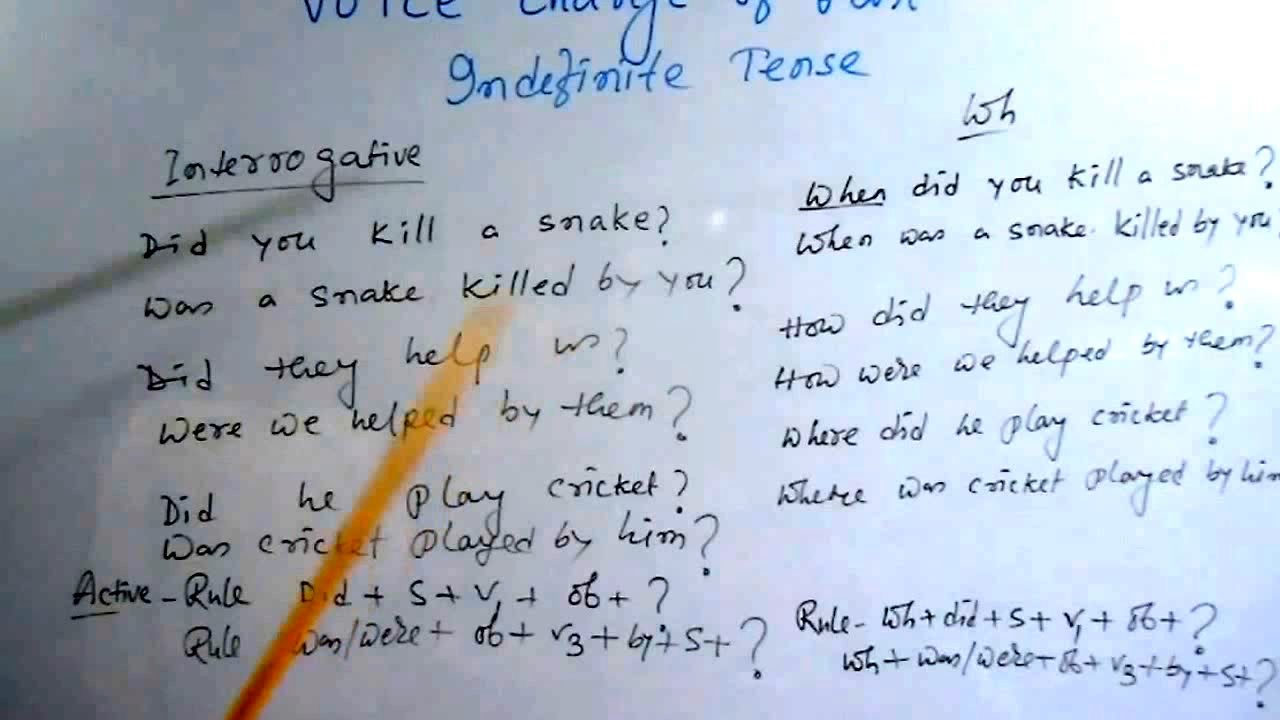 Voice Change of Past
Indefinite Tense
Interrogative
Did you kill a snake?
Was a snake killed by you?
Did they help us?
Were we helped by them?
Did he play cricket?
Was cricket played by him?
Active - Rule Did + S + V1 + ob + ?
Rule was/were + ob + V3 + by + S + ?
Wh
When did you kill a snake?
When was a snake killed by you
How did they help us?
How were we helped by them?
Where did he play cricket?
Where was cricket played by him
Rule - Wh + did + S + V1 + ob + ?
Wh + was/were + ob + V3 + by + S + ?